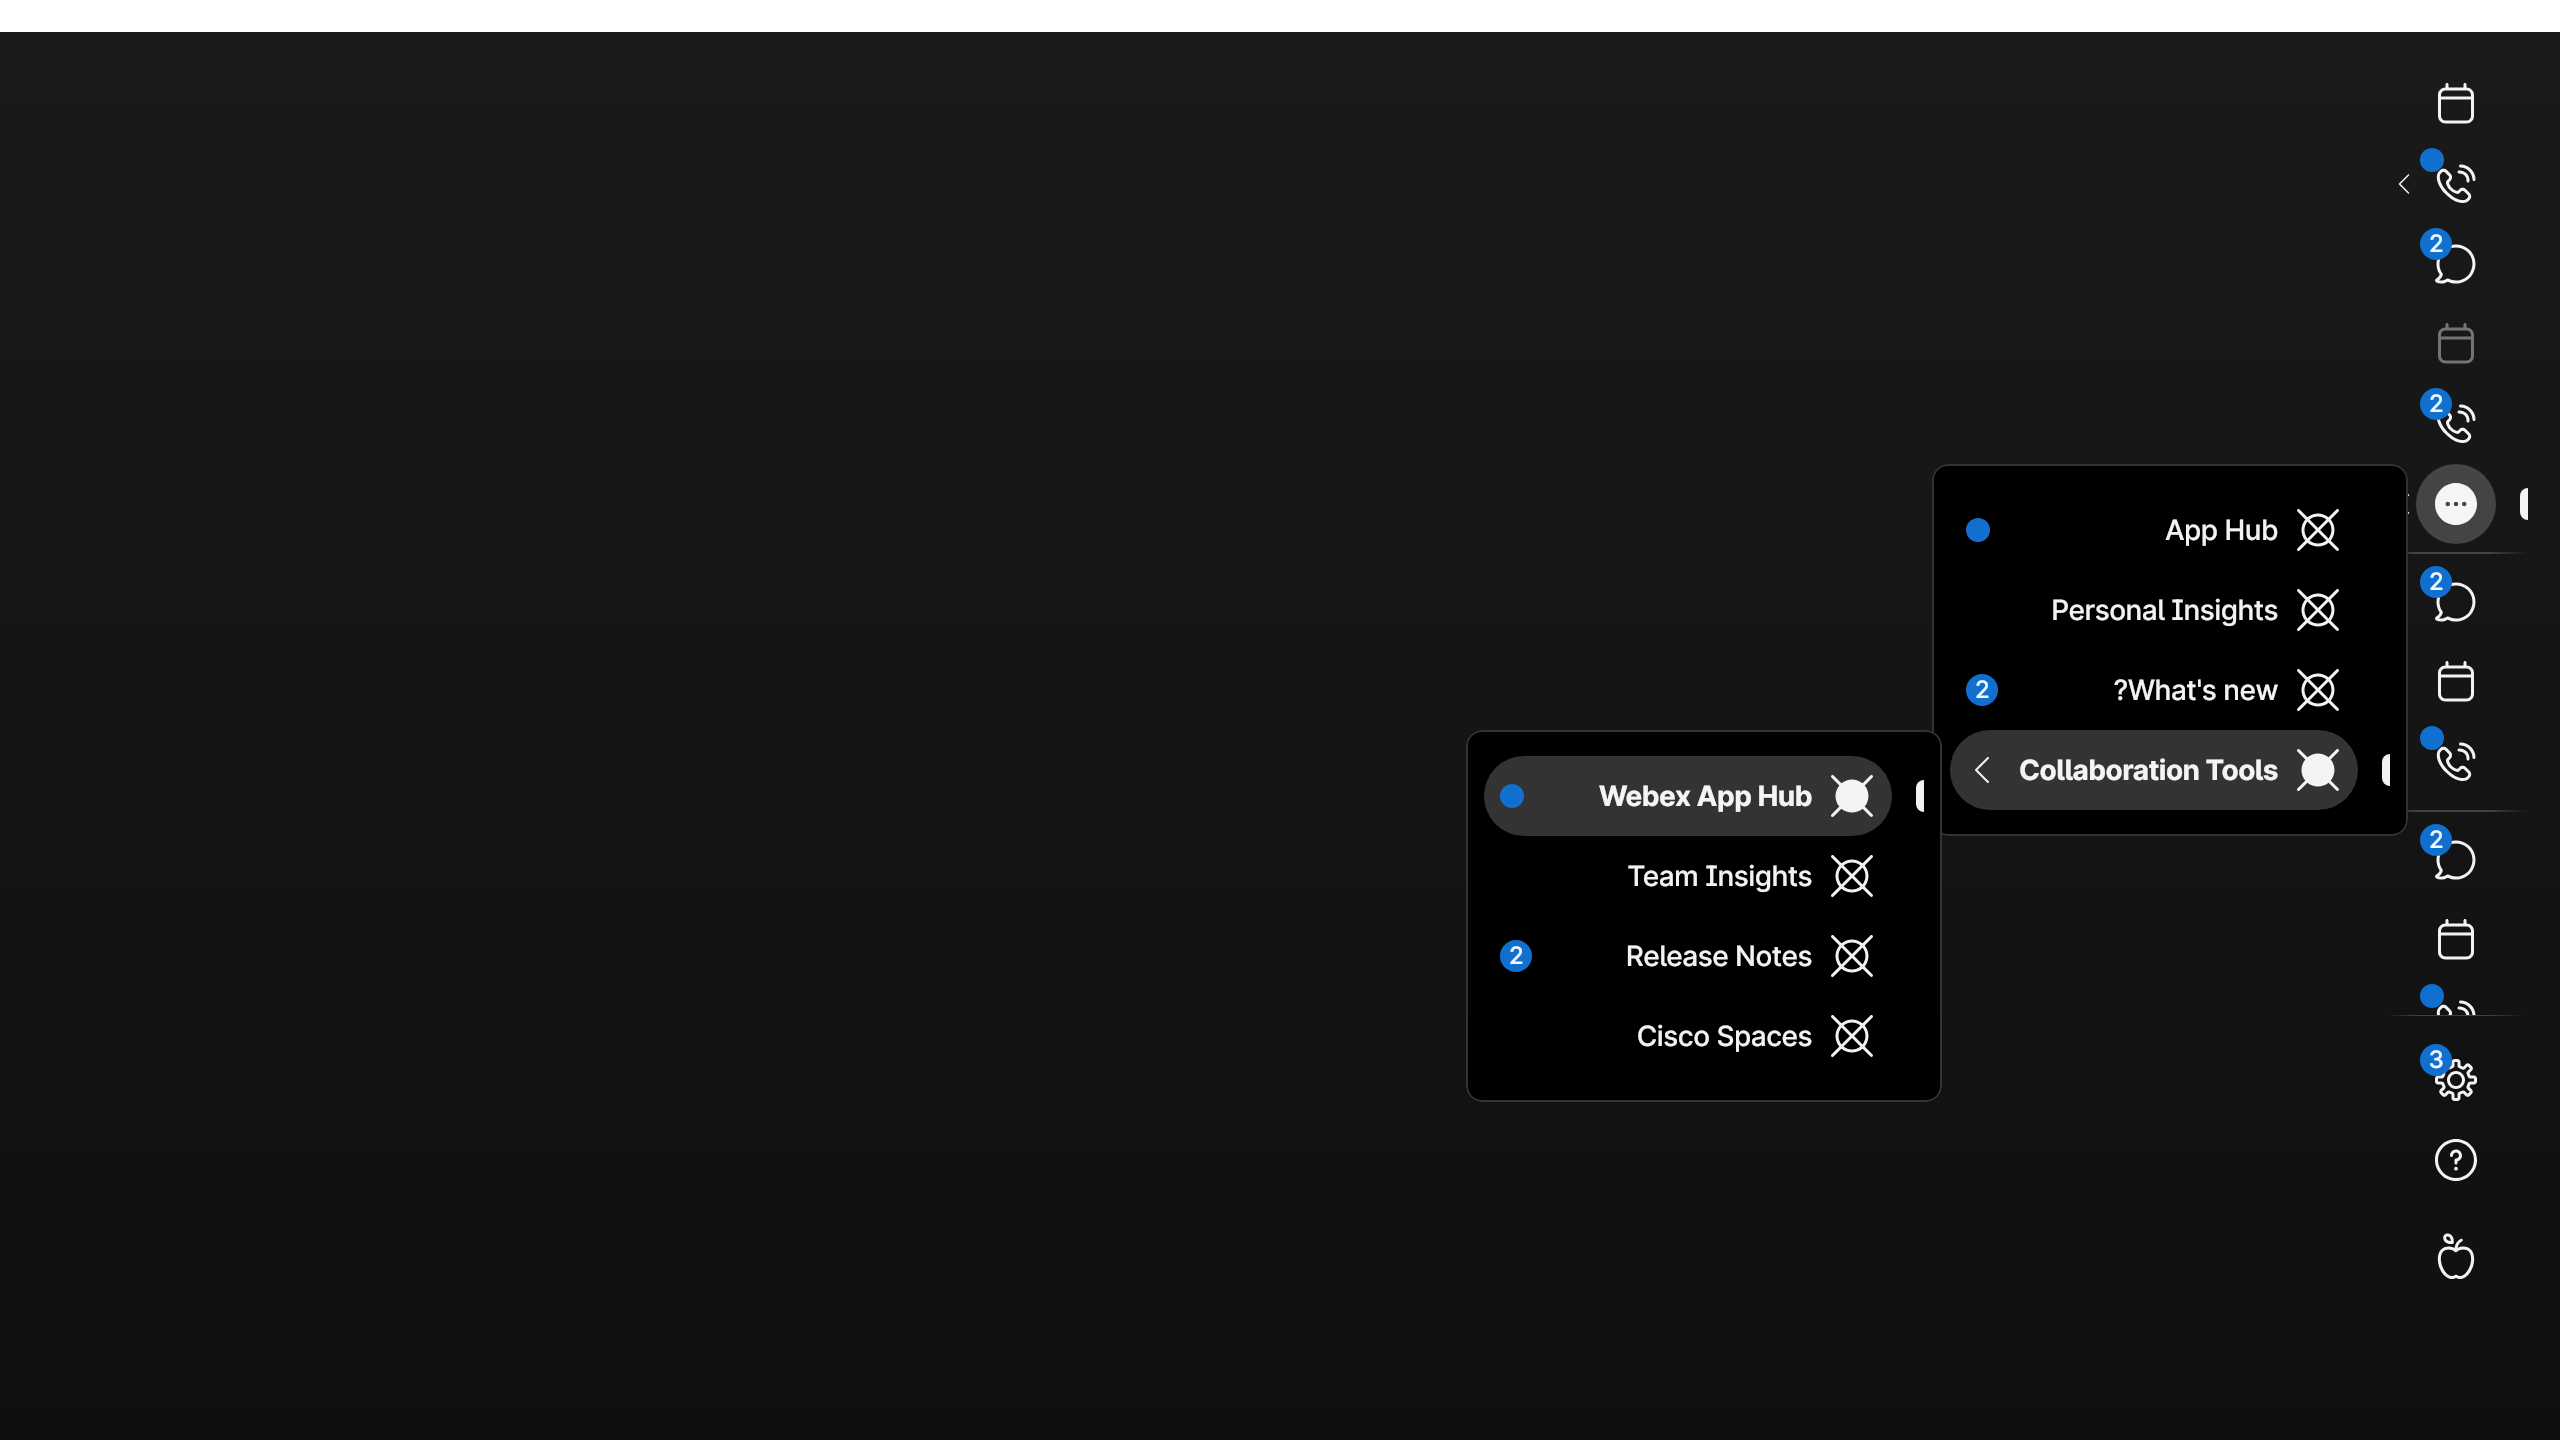 2
2
App Hub
Personal Insights
?What's new
2
Collaboration Tools
Webex App Hub
Team Insights
Release Notes
2
Cisco Spaces
2
2
3